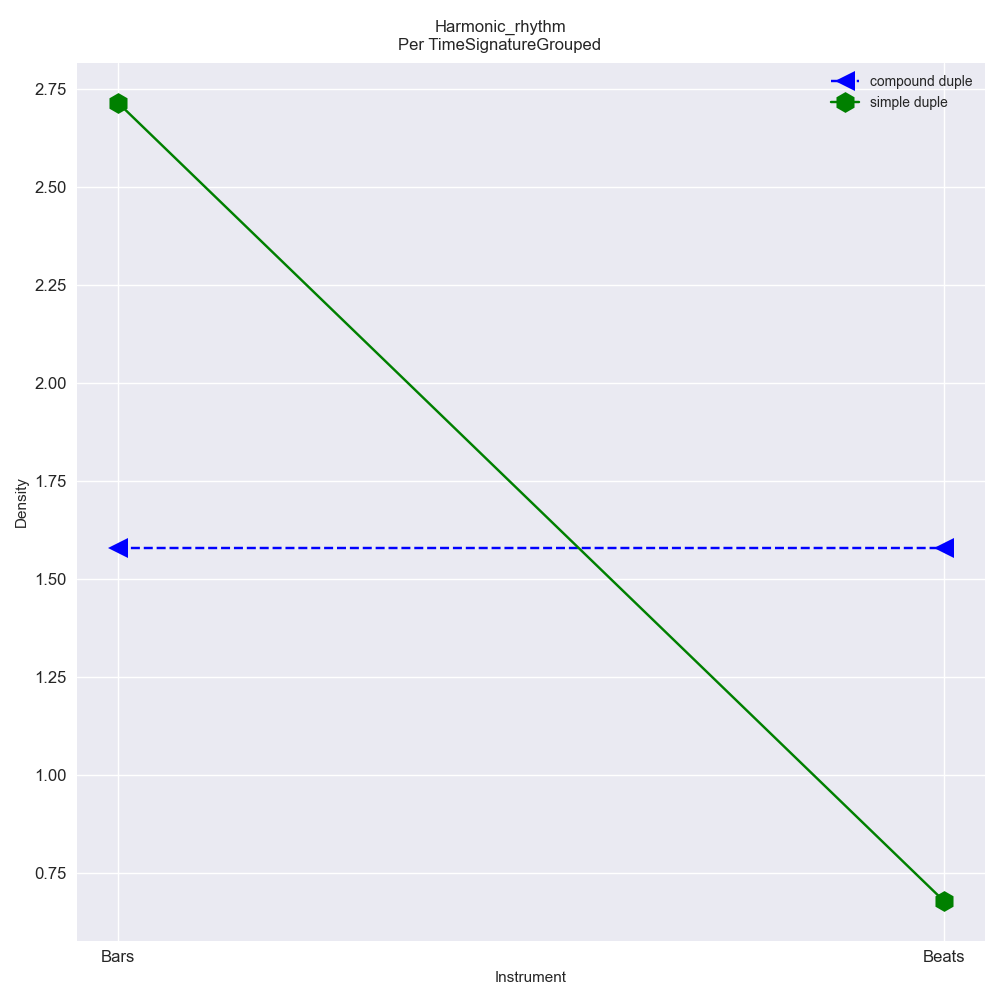 Harmonic_rhythm
Per TimeSignatureGrouped
compound duple
simple duple
2.75
2.50
2.25
2.00
1.75
1.50
1.25
1.00
0.75
Density
Bars
Beats
Instrument